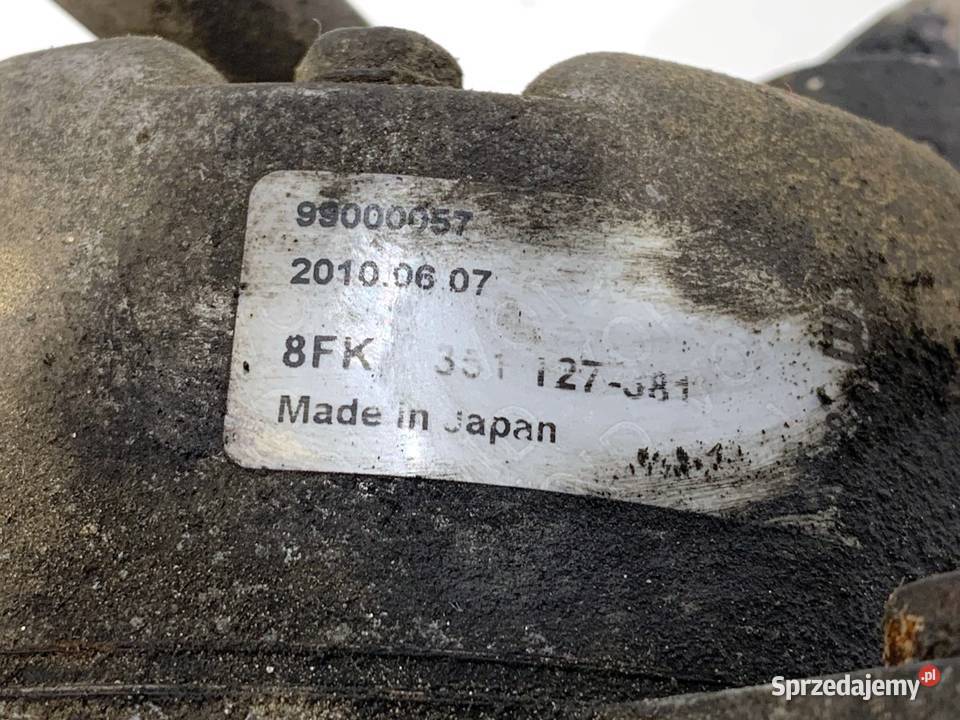 99000057
2010.06 07
8FK 351 127-381
Made in Japan
Sprzedajemy.pl